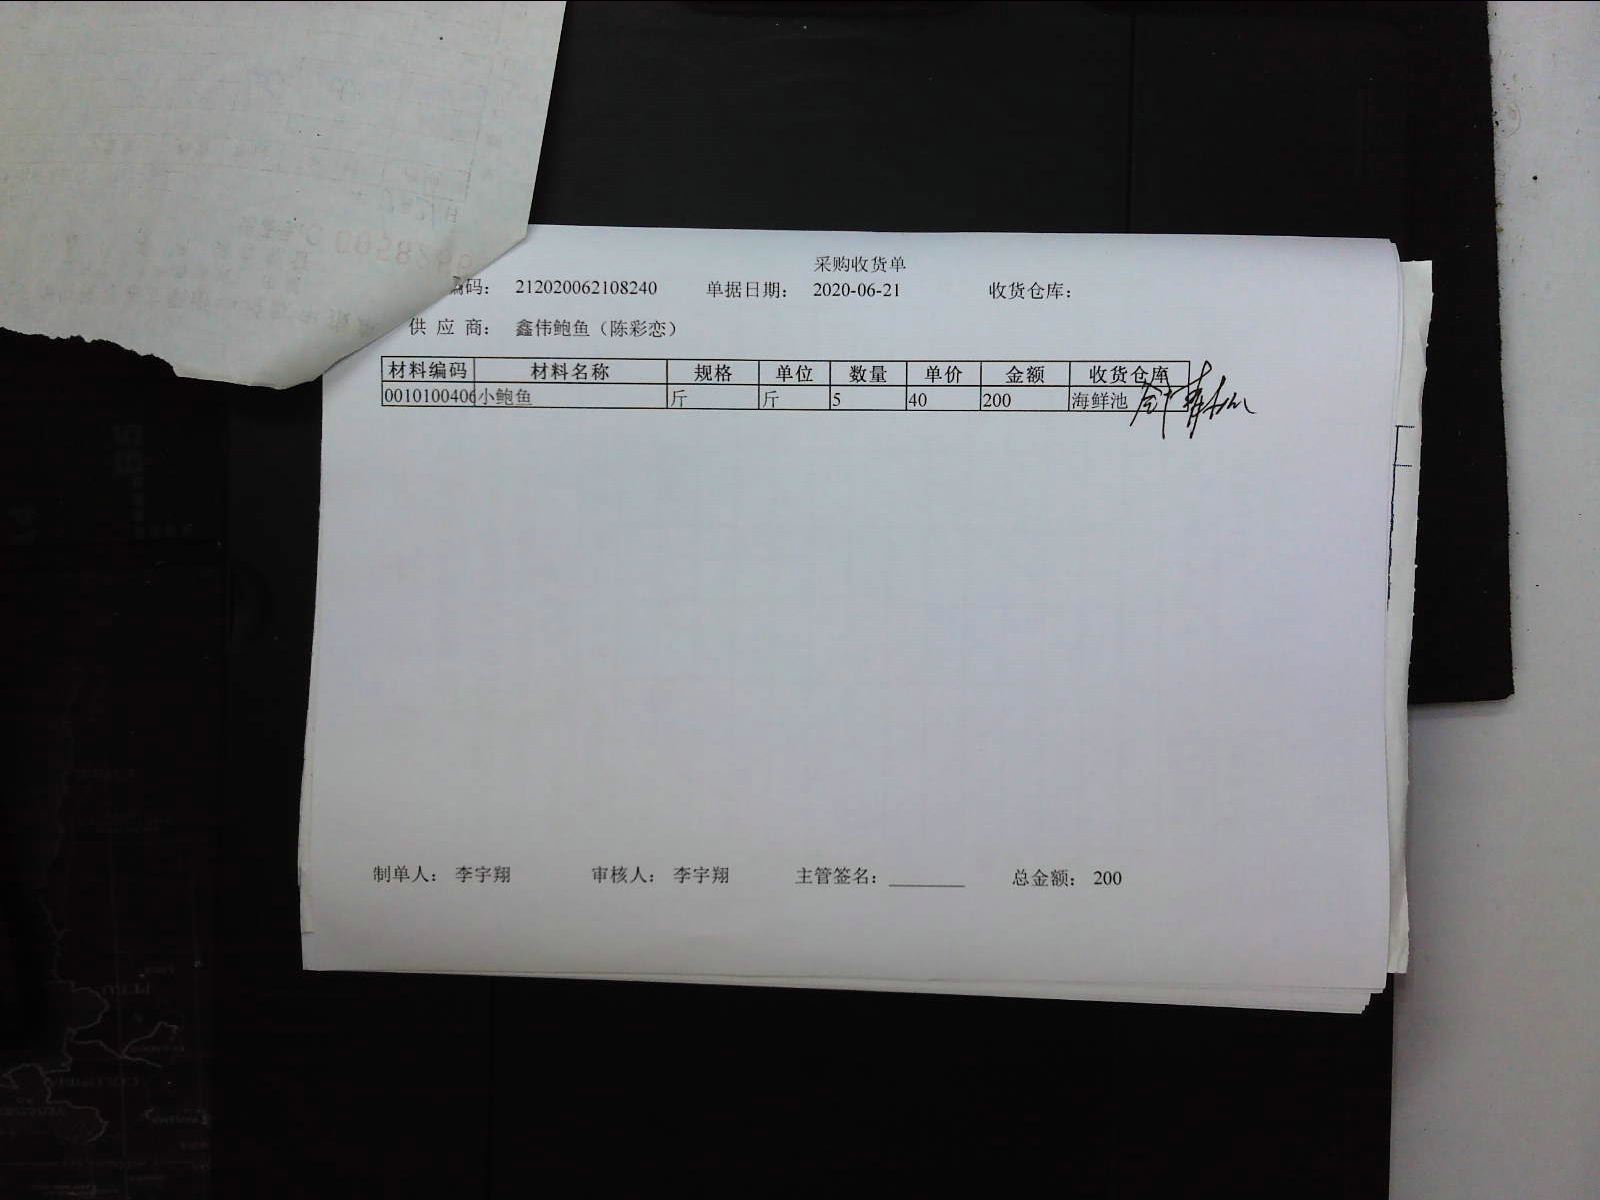 采购收货单
编码： 212020062108240 单据日期： 2020-06-21 收货仓库：
供 应 商： 鑫伟鲍鱼（陈彩恋）
材料编码 材料名称 规格 单位 数量 单价 金额 收货仓库
0010100406 小鲍鱼 斤 斤 5 40 200 海鲜池
制单人： 李宇翔 审核人： 李宇翔 主管签名： 总金额： 200